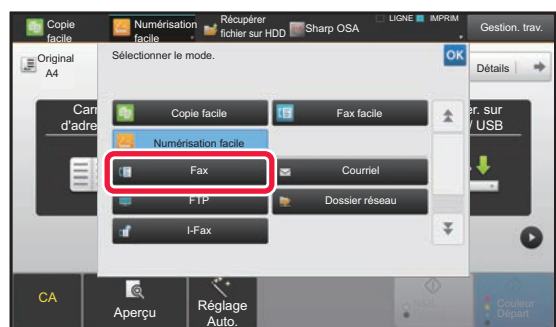 Copie
facile
Numérisation
facile
Récupérer
fichier sur HDD
Sharp OSA
LIGNE
IMPRIM
Gestion. trav.
Original
A4
Sélectionner le mode.
OK
Détails
Carn
d'adre
er. sur
/ USB
Copie facile
Fax facile
Numérisation facile
Fax
Courriel
FTP
Dossier réseau
I-Fax
CA
Aperçu
Réglage
Auto.
Couleur
Départ